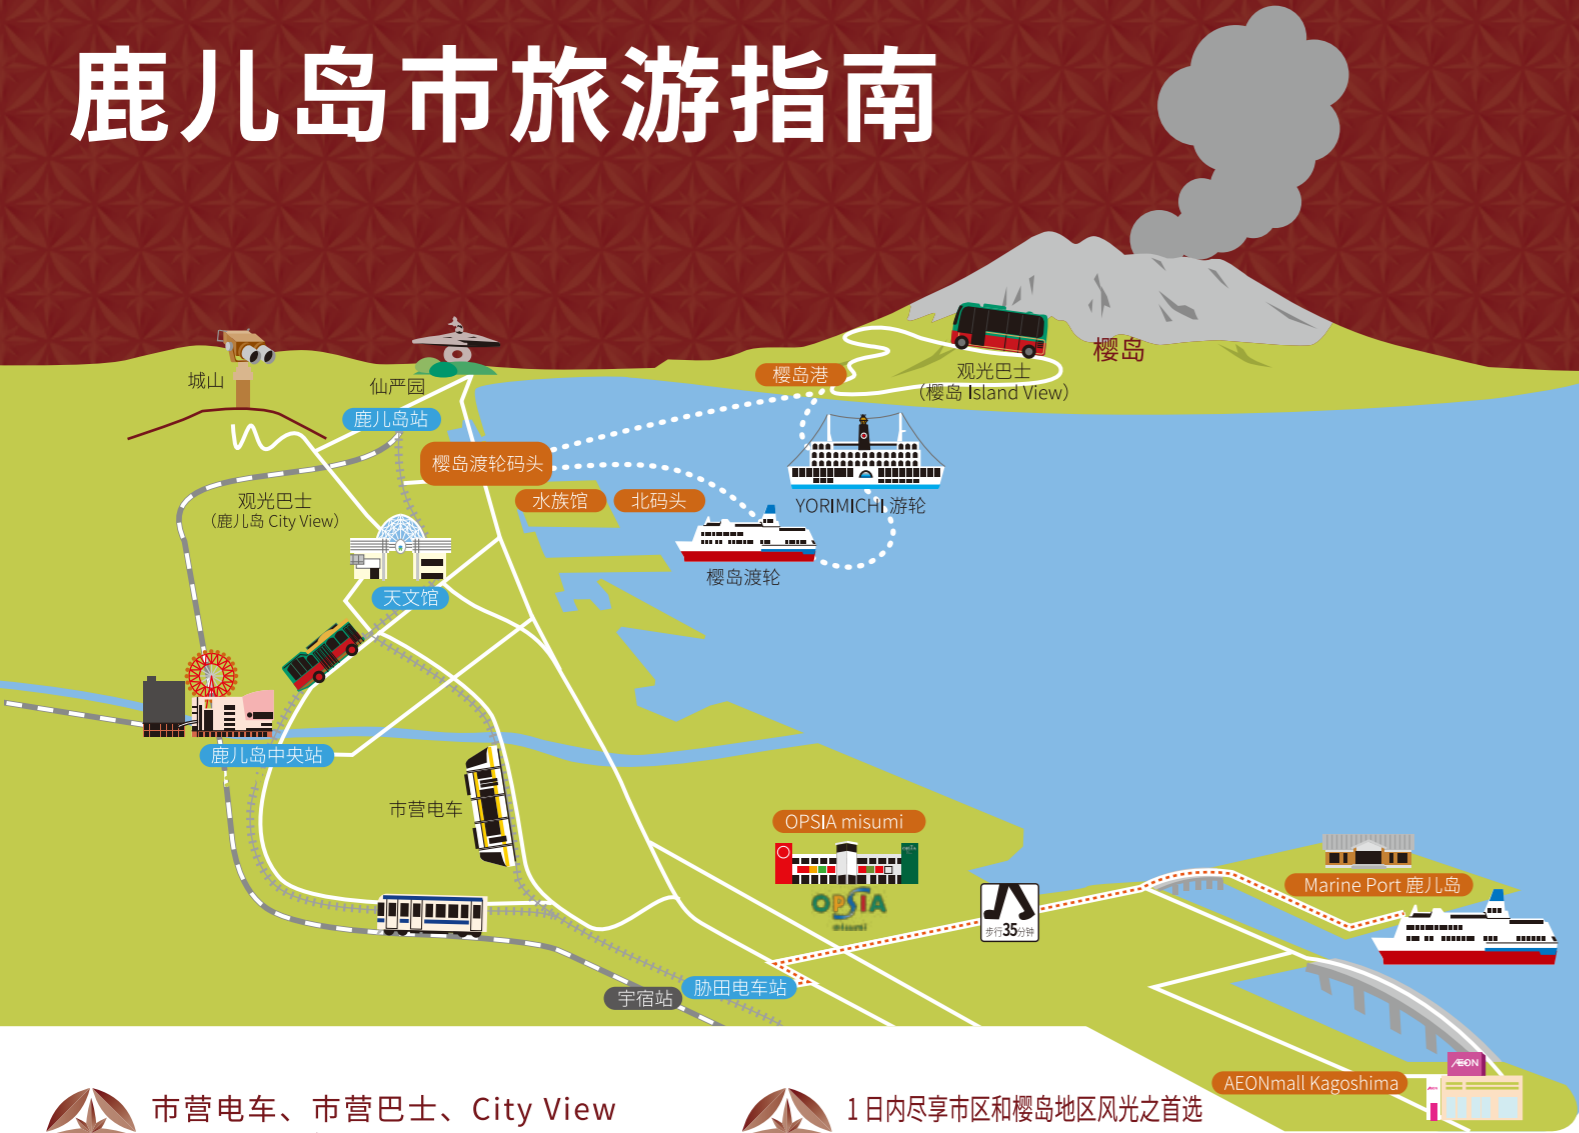 鹿儿岛市旅游指南
樱岛
城山
仙严园
樱岛港
观光巴士
（樱岛 Island View）
鹿儿岛站
樱岛渡轮码头
观光巴士
（鹿儿岛 City View）
水族馆
北码头
YORIMICHI 游轮
樱岛渡轮
天文馆
鹿儿岛中央站
市营电车
OPSIA misumi
OPSIA
misumi
Marine Port 鹿儿岛
步行35分钟
宇宿站
胁田电车站
AEON
AEONmall Kagoshima
市营电车、市营巴士、City View
1 日内尽享市区和樱岛地区风光之首选